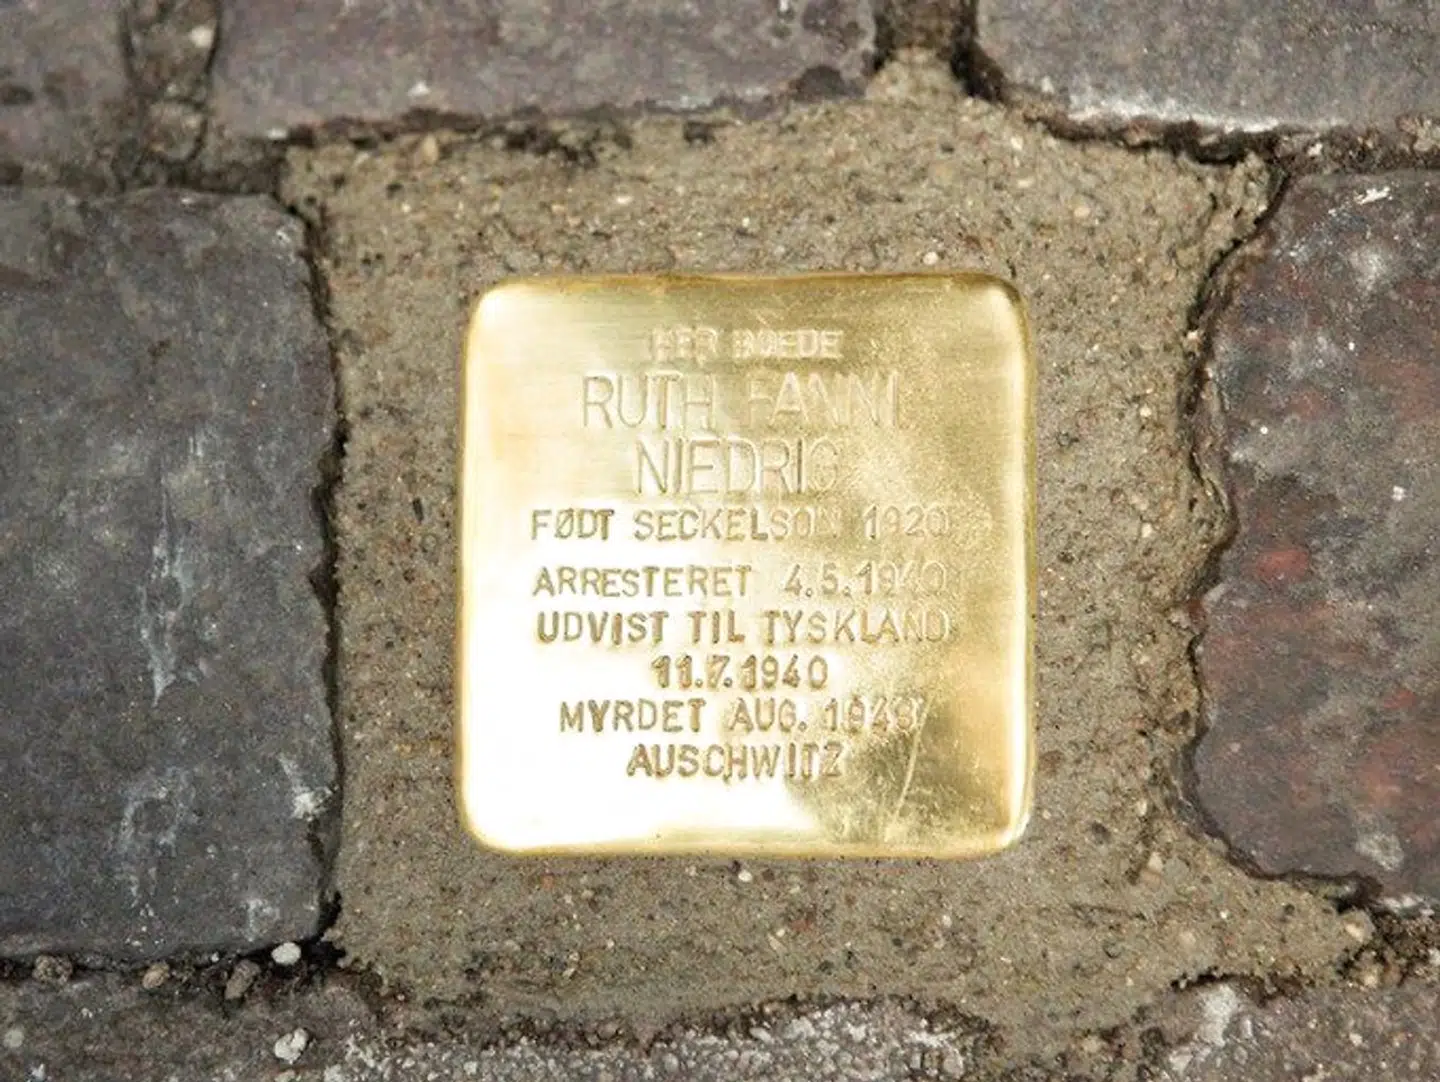 HER BOEDE
RUTH FANNI
NIEDRIG
FØDT SECKELSON 1920
ARRESTERET 4.5.1940
UDVIST TIL TYSKLAND
11.7.1940
MYRDET AUG. 1943
AUSCHWITZ